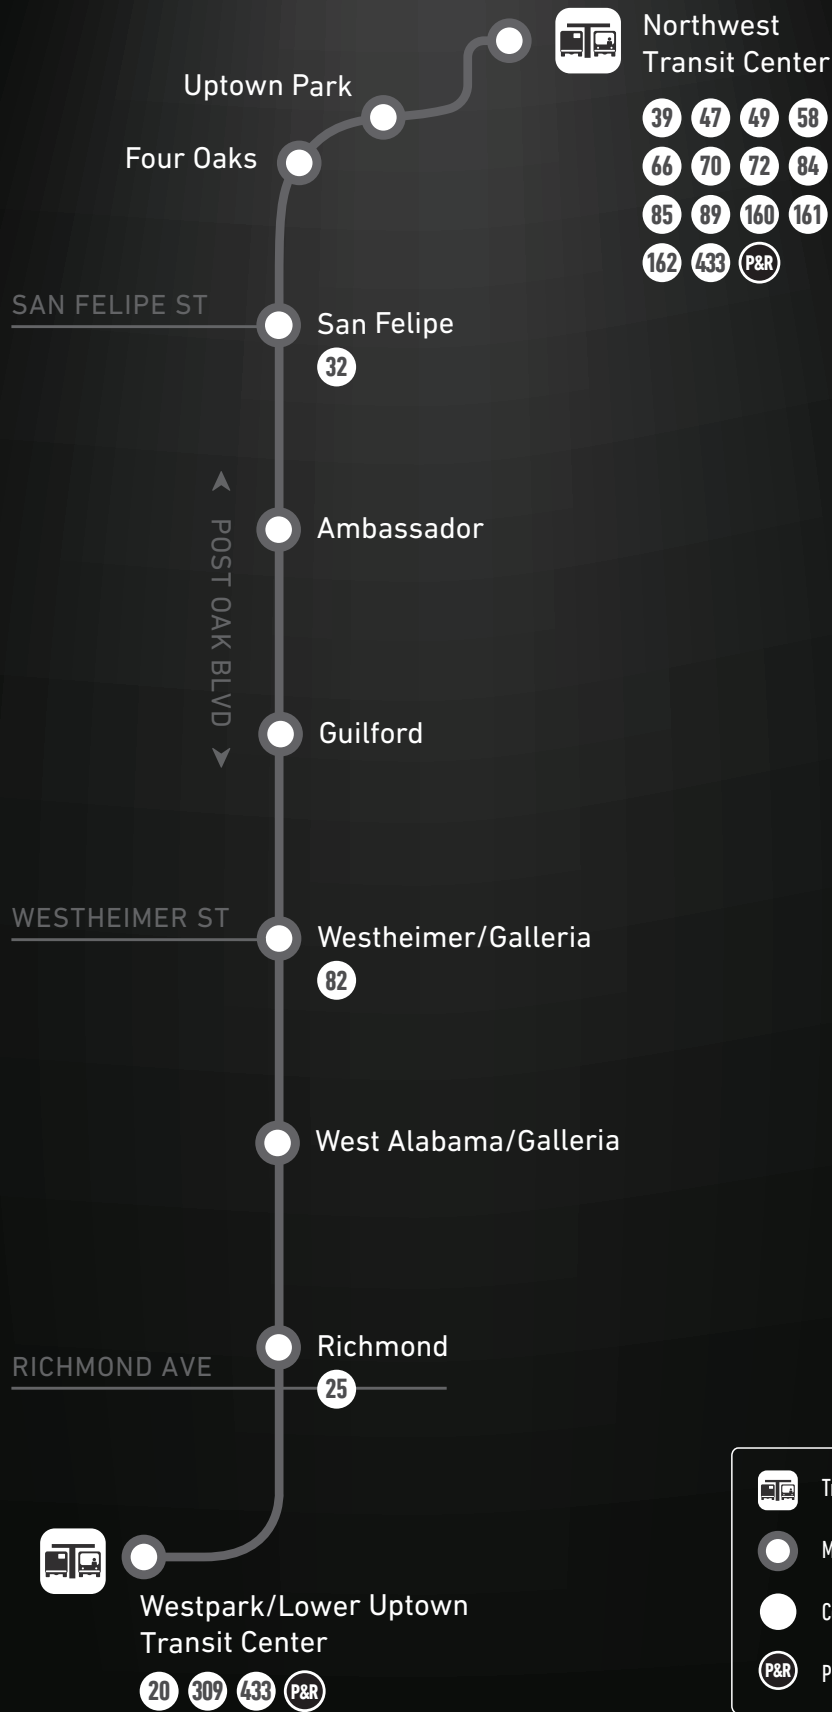 Northwest
Transit Center
39 47 49 58
66 70 72 84
85 89 160 161
162 433 P&R
Uptown Park
Four Oaks
SAN FELIPE ST
San Felipe
32
Ambassador
POST OAK BLVD
Guilford
WESTHEIMER ST
Westheimer/Galleria
82
West Alabama/Galleria
Richmond
RICHMOND AVE
25
Westpark/Lower Uptown
Transit Center
20 309 433 P&R
P&R